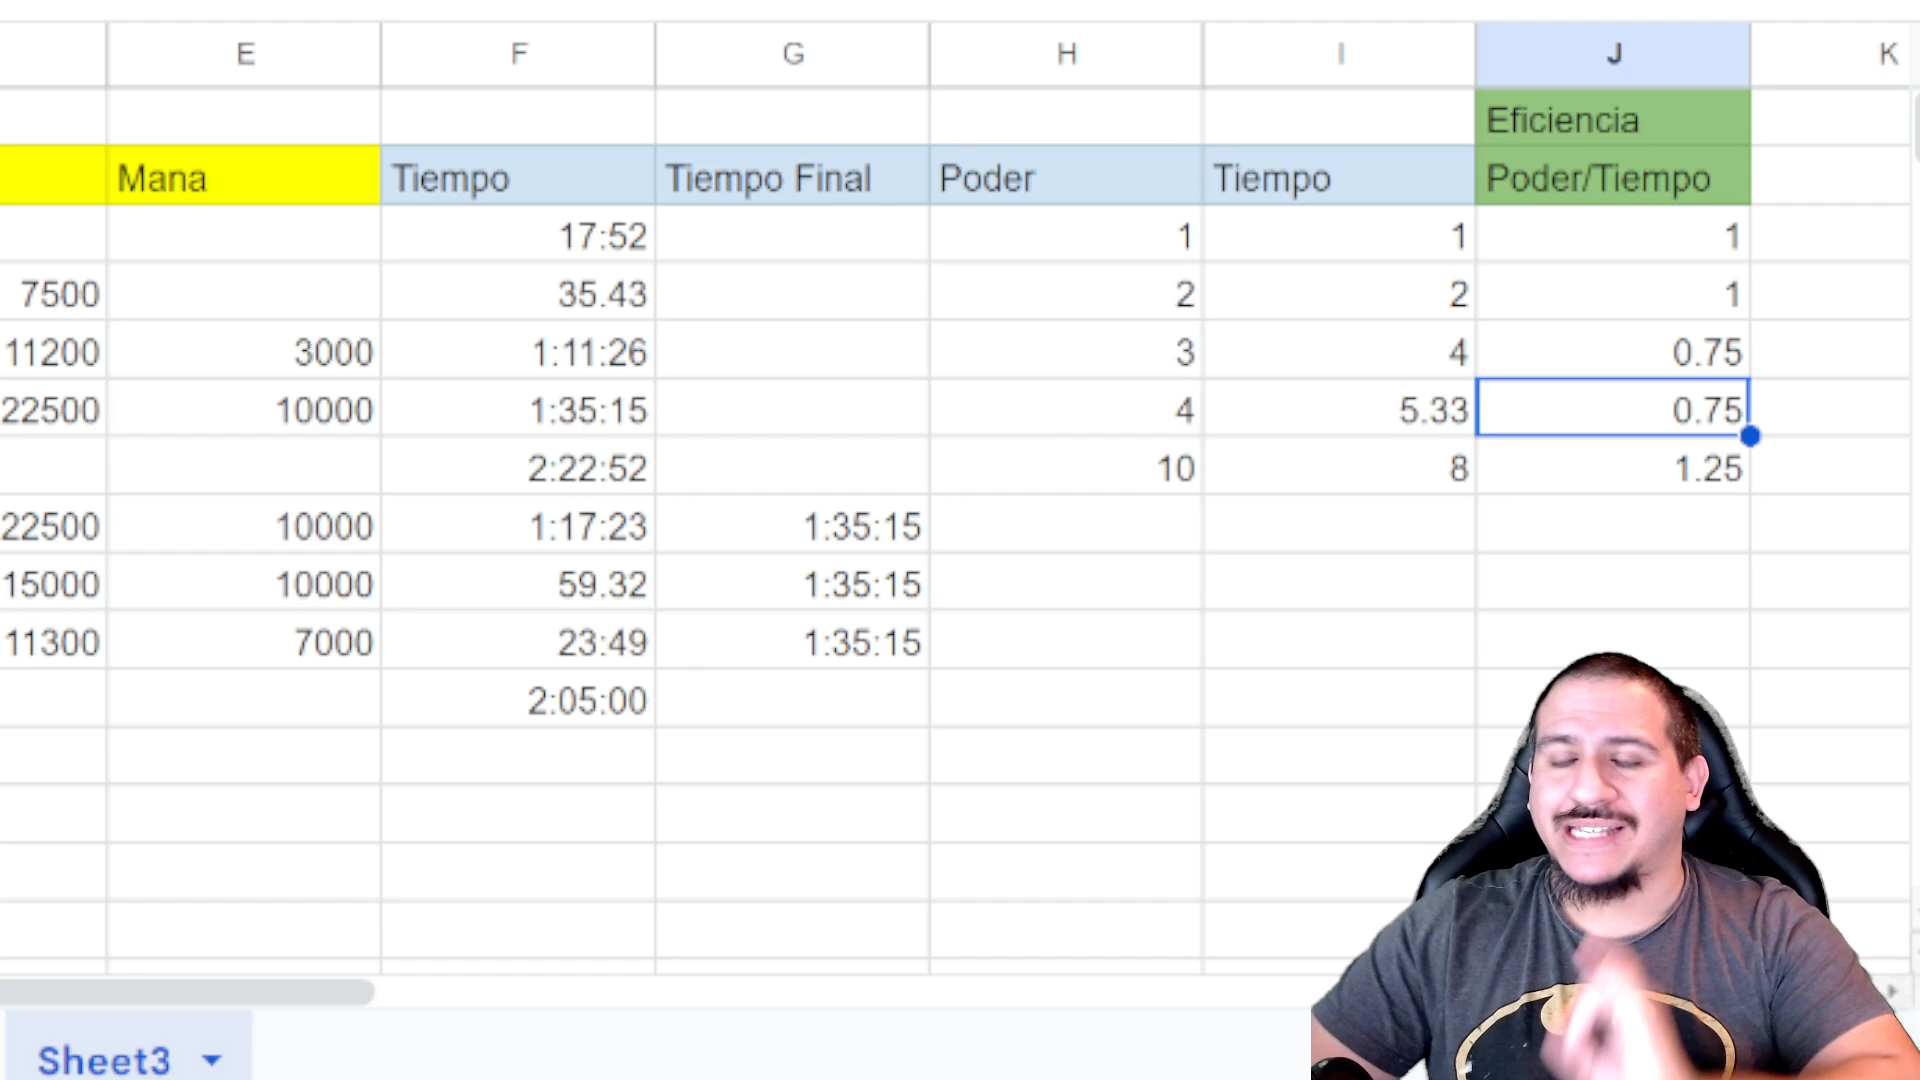 E F G H I J K
Eficiencia
Mana Tiempo Tiempo Final Poder Tiempo Poder/Tiempo
17:52 1 1 1
7500 35.43 2 2 1
11200 3000 1:11:26 3 4 0.75
22500 10000 1:35:15 4 5.33 0.75
2:22:52 10 8 1.25
22500 10000 1:17:23 1:35:15
15000 10000 59.32 1:35:15
11300 7000 23:49 1:35:15
2:05:00
Sheet3